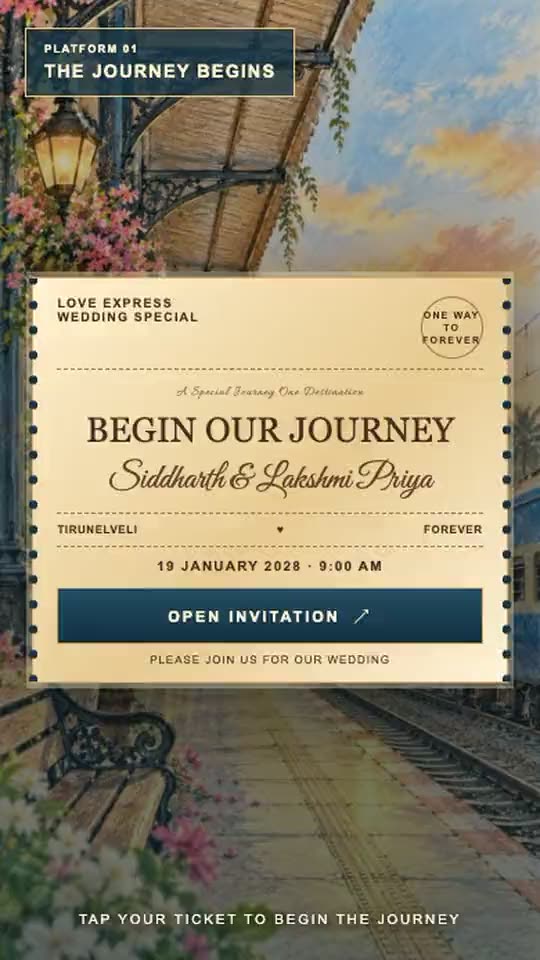 PLATFORM 01
THE JOURNEY BEGINS
LOVE EXPRESS
WEDDING SPECIAL
ONE WAY
TO
FOREVER
A Special Journey One Destination
BEGIN OUR JOURNEY
Siddharth & Lakshmi Priya
TIRUNELVELI ♥ FOREVER
19 JANUARY 2028 · 9:00 AM
OPEN INVITATION ↗
PLEASE JOIN US FOR OUR WEDDING
TAP YOUR TICKET TO BEGIN THE JOURNEY